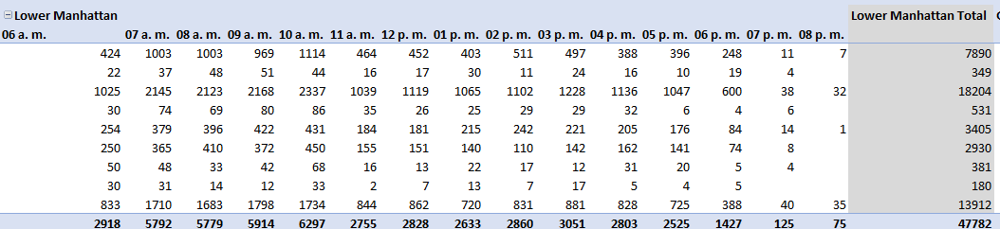 Lower Manhattan Lower Manhattan Total
06 a. m. 07 a. m. 08 a. m. 09 a. m. 10 a. m. 11 a. m. 12 p. m. 01 p. m. 02 p. m. 03 p. m. 04 p. m. 05 p. m. 06 p. m. 07 p. m. 08 p. m.
424 1003 1003 969 1114 464 452 403 511 497 388 396 248 11 7 7890
22 37 48 51 44 16 17 30 11 24 16 10 19 4 349
1025 2145 2123 2168 2337 1039 1119 1065 1102 1228 1136 1047 600 38 32 18204
30 74 69 80 86 35 26 25 29 29 32 6 4 6 531
254 379 396 422 431 184 181 215 242 221 205 176 84 14 1 3405
250 365 410 372 450 155 151 140 110 142 162 141 74 8 2930
50 48 33 42 68 16 13 22 17 12 31 20 5 4 381
30 31 14 12 33 2 7 13 7 17 5 4 5 180
833 1710 1683 1798 1734 844 862 720 831 881 828 725 388 40 35 13912
2918 5792 5779 5914 6297 2755 2828 2633 2860 3051 2803 2525 1427 125 75 47782